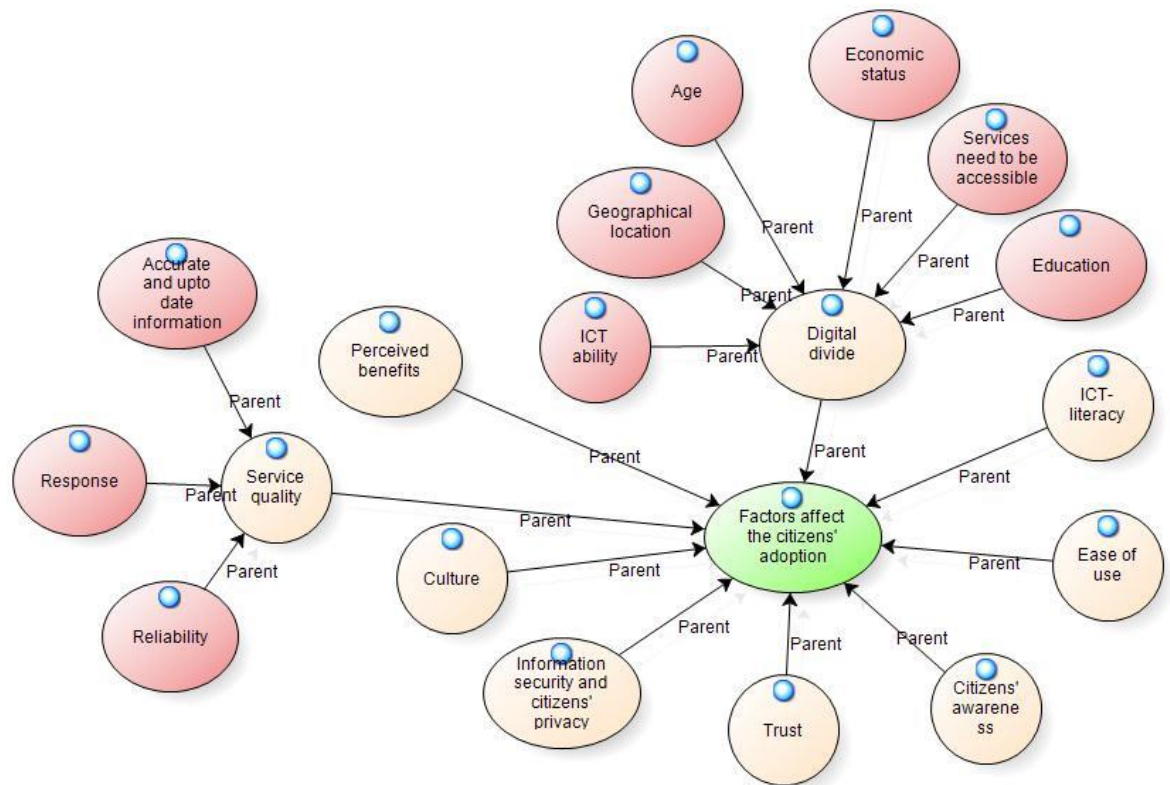 Economic
status
Age
Services
need to be
accessible
Geographical
location
Parent
Parent
Education
Accurate
and upto
date
information
Parent
Parent
Parent
ICT
ability
Parent
Digital
divide
Perceived
benefits
ICT-
literacy
Parent
Parent
Response
Parent
Service
quality
Parent
Parent
Parent
Factors affect
the citizens'
adoption
Parent
Ease of
use
Parent
Culture
Parent
Parent
Reliability
Parent
Parent
Parent
Information
security and
citizens'
privacy
Trust
Citizens'
awarene
ss